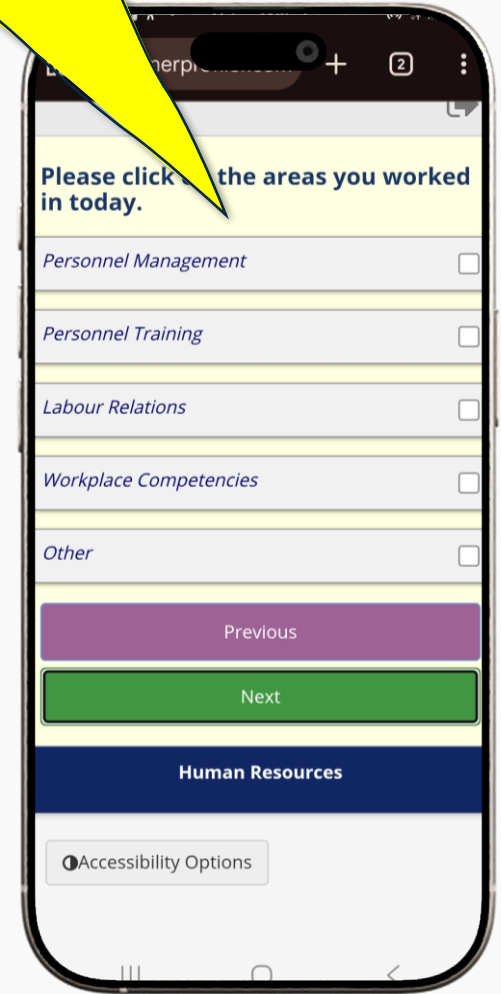 2
Please click the areas you worked
in today.
Personnel Management
Personnel Training
Labour Relations
Workplace Competencies
Other
Previous
Next
Human Resources
Accessibility Options